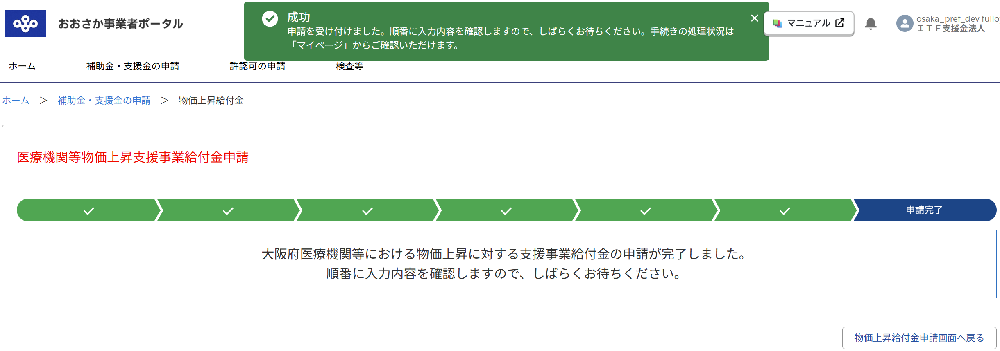 おおさか事業者ポータル
成功
申請を受け付けました。順番に入力内容を確認しますので、しばらくお待ちください。手続きの処理状況は
「マイページ」からご確認いただけます。
マニュアル
osaka_pref_dev fullo
ＩＴＦ支援金法人
ホーム 補助金・支援金の申請 許認可の申請 検査等
ホーム ＞ 補助金・支援金の申請 ＞ 物価上昇給付金
医療機関等物価上昇支援事業給付金申請
申請完了
大阪府医療機関等における物価上昇に対する支援事業給付金の申請が完了しました。
順番に入力内容を確認しますので、しばらくお待ちください。
物価上昇給付金申請画面へ戻る